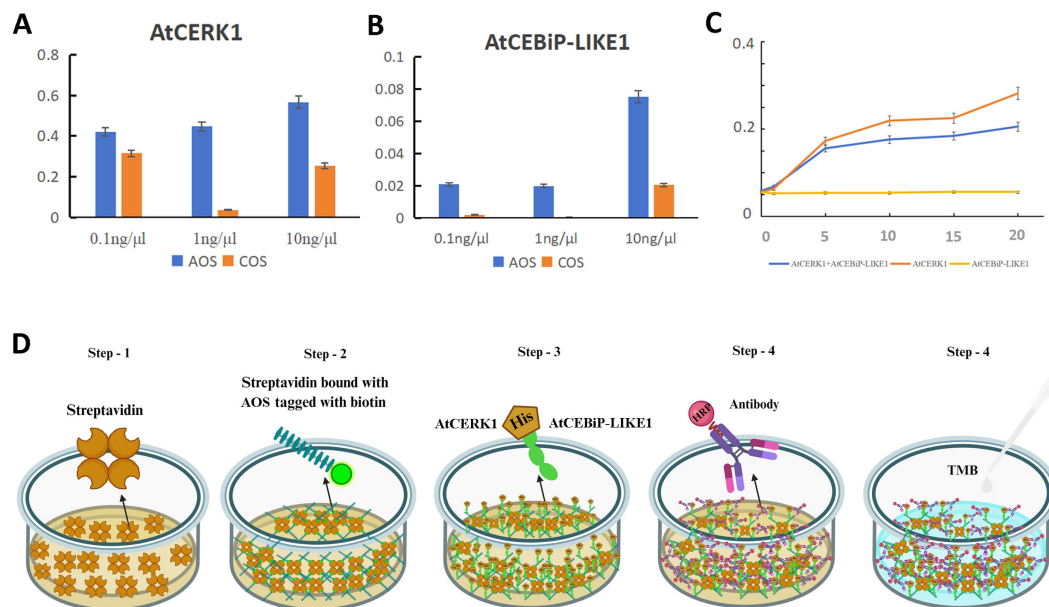 A
AtCERK1
0.8
0.6
0.4
0.2
0
0.1ng/μl
1ng/μl
10ng/μl
AOS
COS
B
AtCEBiP-LIKE1
0.1
0.08
0.06
0.04
0.02
0
0.1ng/μl
1ng/μl
10ng/μl
AOS
COS
C
0.4
0.2
0
0
5
10
15
20
AtCERK1+AtCEBiP-LIKE1
AtCERK1
AtCEBiP-LIKE1
D
Step - 1
Streptavidin
Step - 2
Streptavidin bound with
AOS tagged with biotin
Step - 3
AtCERK1
His
AtCEBiP-LIKE1
Step - 4
HRP
Antibody
Step - 4
TMB